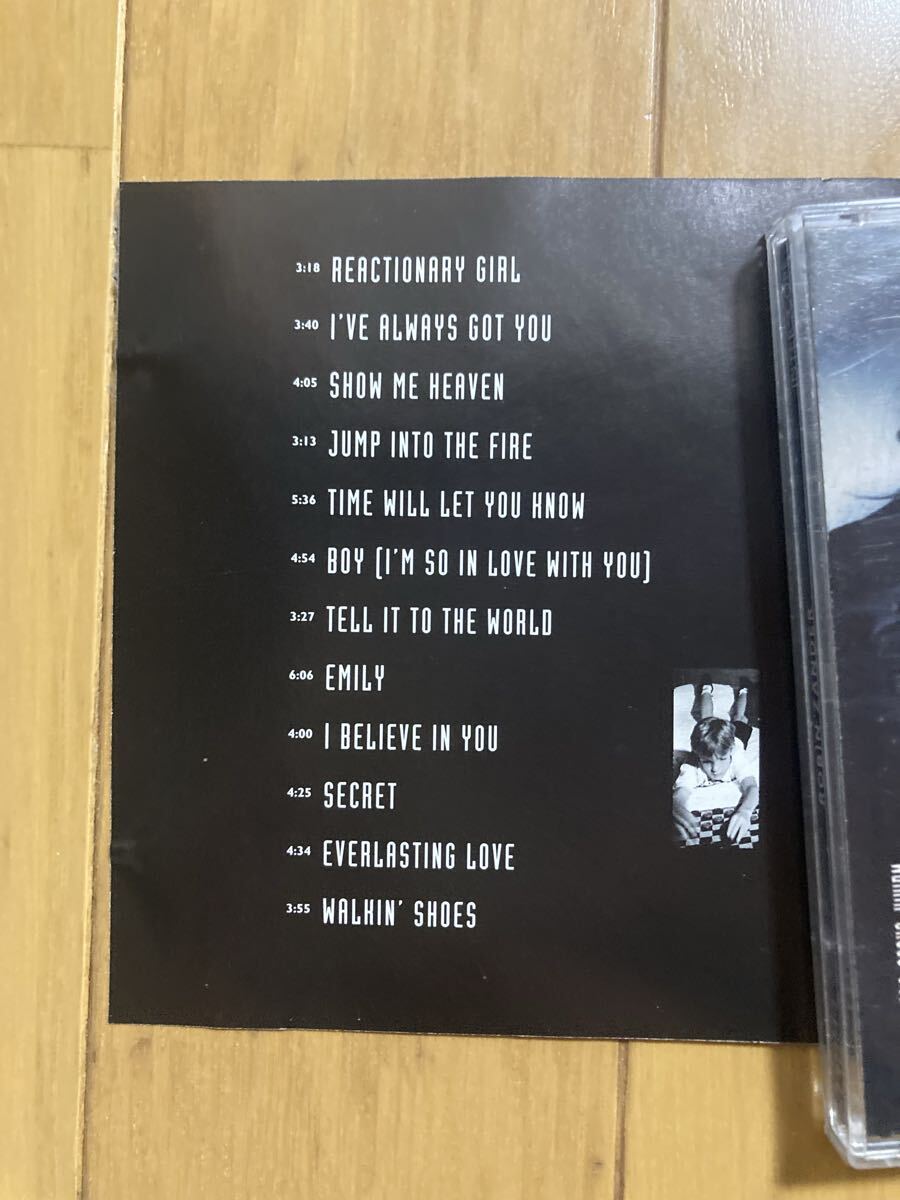 3:18 REACTIONARY GIRL
3:40 I'VE ALWAYS GOT YOU
4:05 SHOW ME HEAVEN
3:13 JUMP INTO THE FIRE
5:36 TIME WILL LET YOU KNOW
4:54 BOY (I'M SO IN LOVE WITH YOU)
3:27 TELL IT TO THE WORLD
6:06 EMILY
4:00 I BELIEVE IN YOU
4:25 SECRET
4:34 EVERLASTING LOVE
3:55 WALKIN' SHOES
ROBIN ZANDER